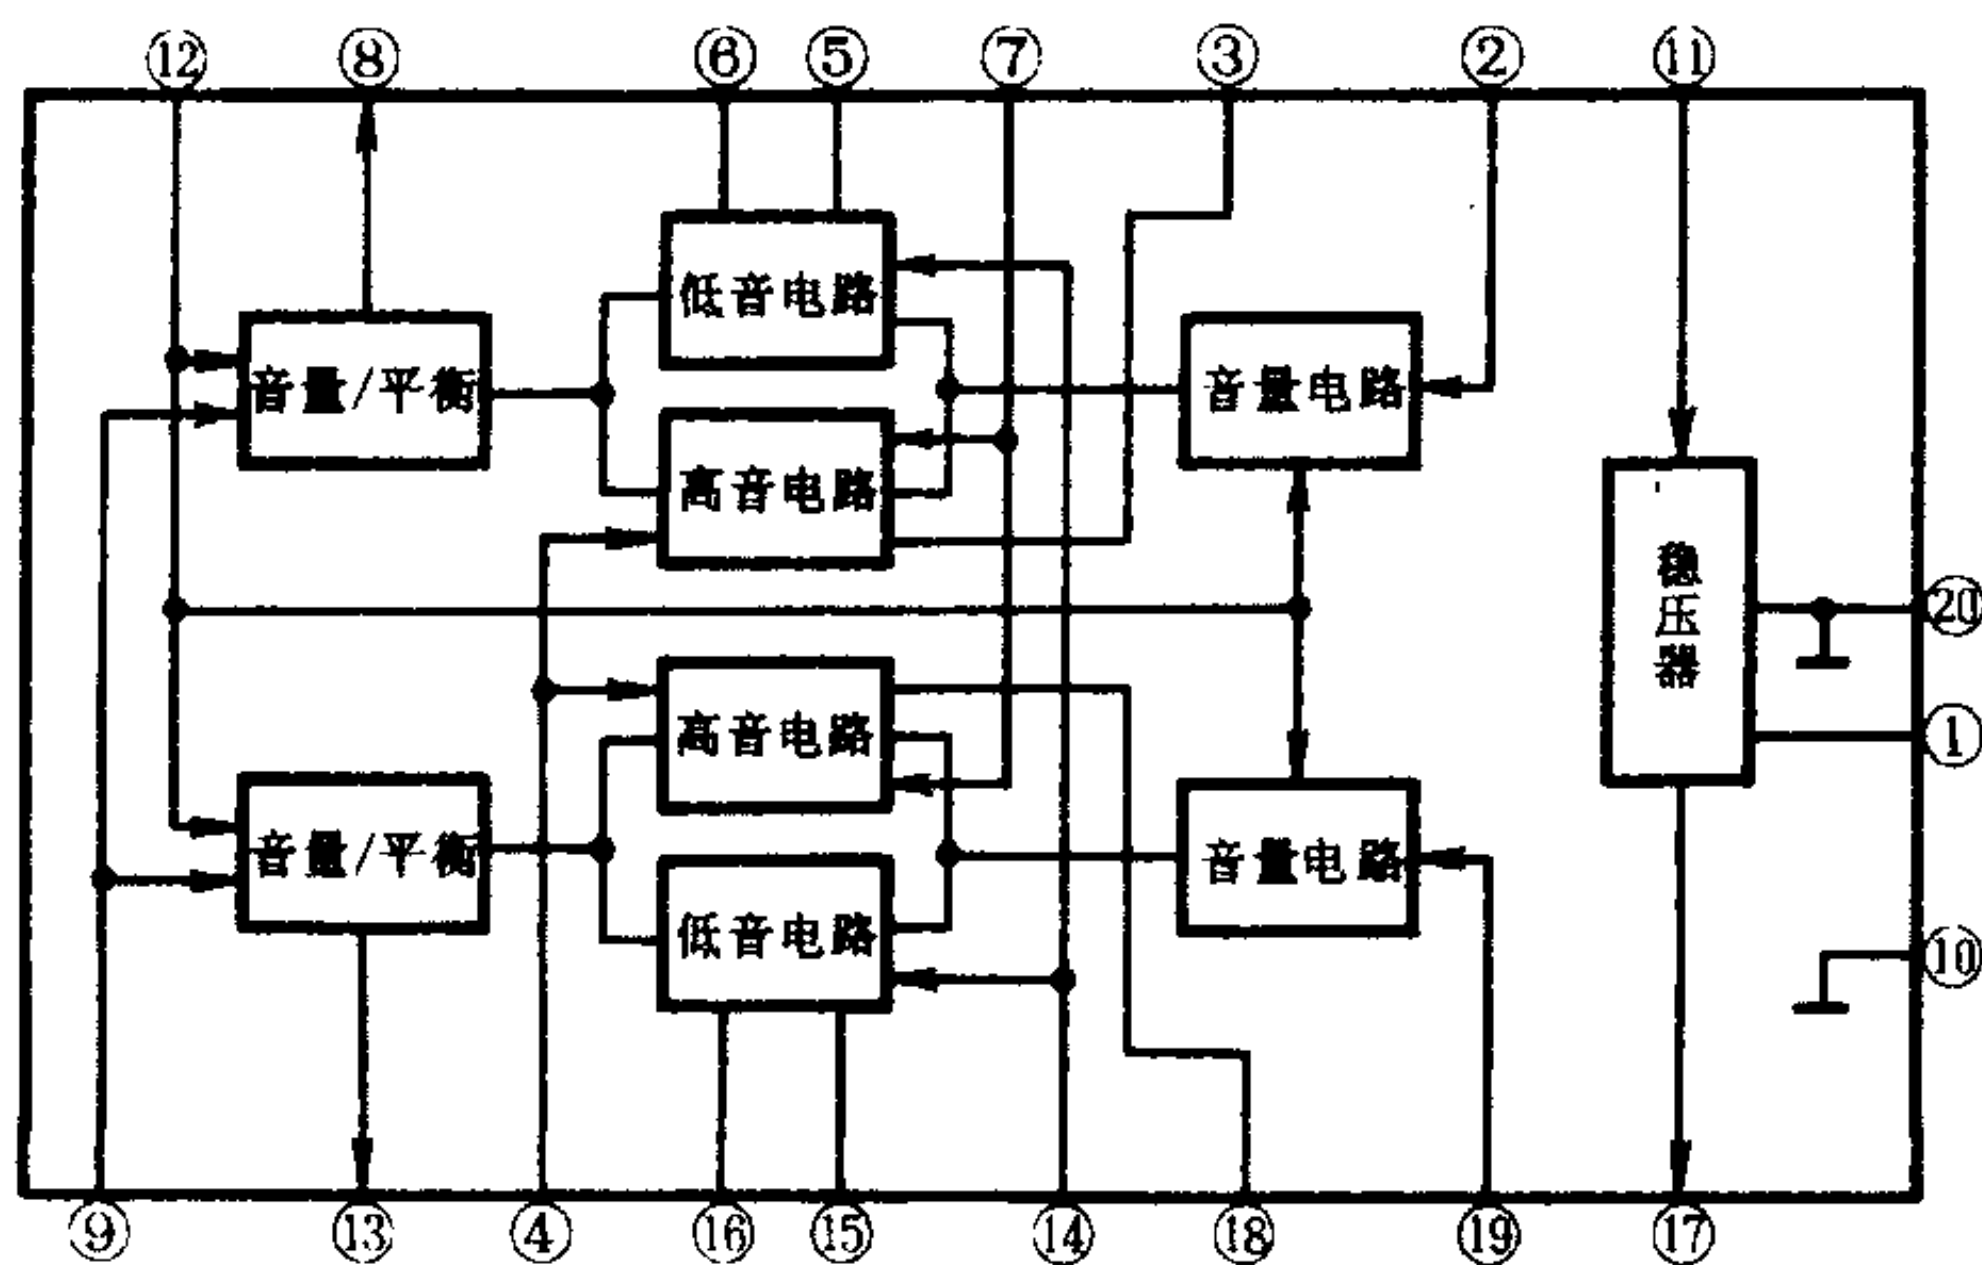 ⑫ ⑧ ⑥ ⑤ ⑦ ③ ② ⑪
低音电路
音量/平衡
音量电路
高音电路
稳压器
⑳
高音电路
①
音量/平衡
音量电路
低音电路
⑩
⑨ ⑬ ④ ⑯ ⑮ ⑭ ⑱ ⑲ ⑰